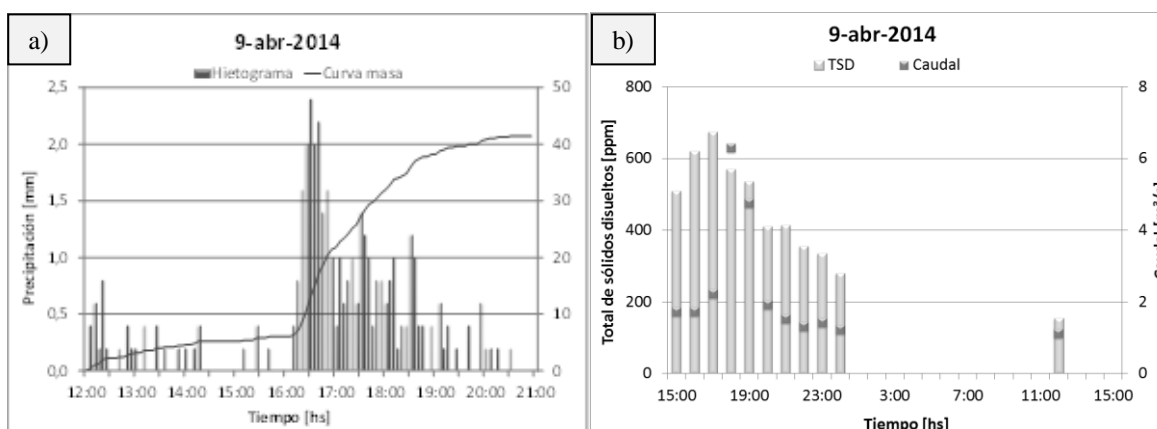 a)
9-abr-2014
Hietograma Curva masa
2,5
2,0
1,5
1,0
0,5
0,0
Precipitación [mm]
50
40
30
20
10
0
12:00 13:00 14:00 15:00 16:00 17:00 18:00 19:00 20:00 21:00
Tiempo [hs]
b)
9-abr-2014
TSD Caudal
800
600
400
200
0
Total de sólidos disueltos [ppm]
8
6
4
2
0
15:00 19:00 23:00 3:00 7:00 11:00 15:00
Tiempo [hs]